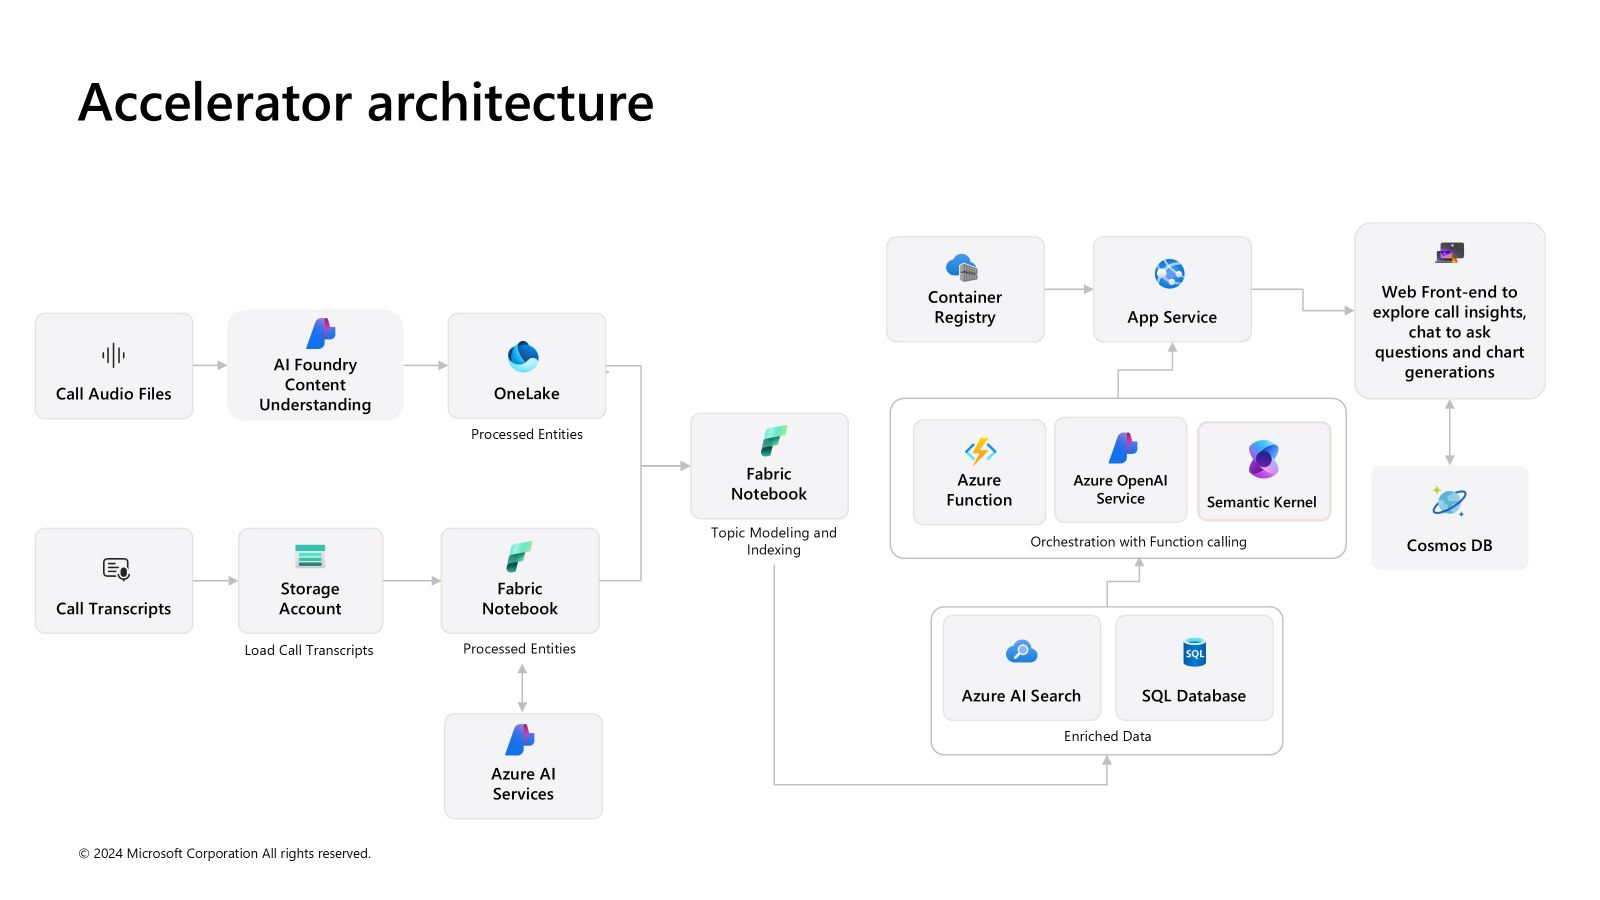 Accelerator architecture
Call Audio Files
AI Foundry
Content
Understanding
OneLake
Processed Entities
Call Transcripts
Storage
Account
Load Call Transcripts
Fabric
Notebook
Processed Entities
Azure AI
Services
Fabric
Notebook
Topic Modeling and
Indexing
Container
Registry
App Service
Web Front-end to
explore call insights,
chat to ask
questions and chart
generations
Azure
Function
Azure OpenAI
Service
Semantic Kernel
Orchestration with Function calling
Cosmos DB
Azure AI Search
SQL
SQL Database
Enriched Data
© 2024 Microsoft Corporation All rights reserved.